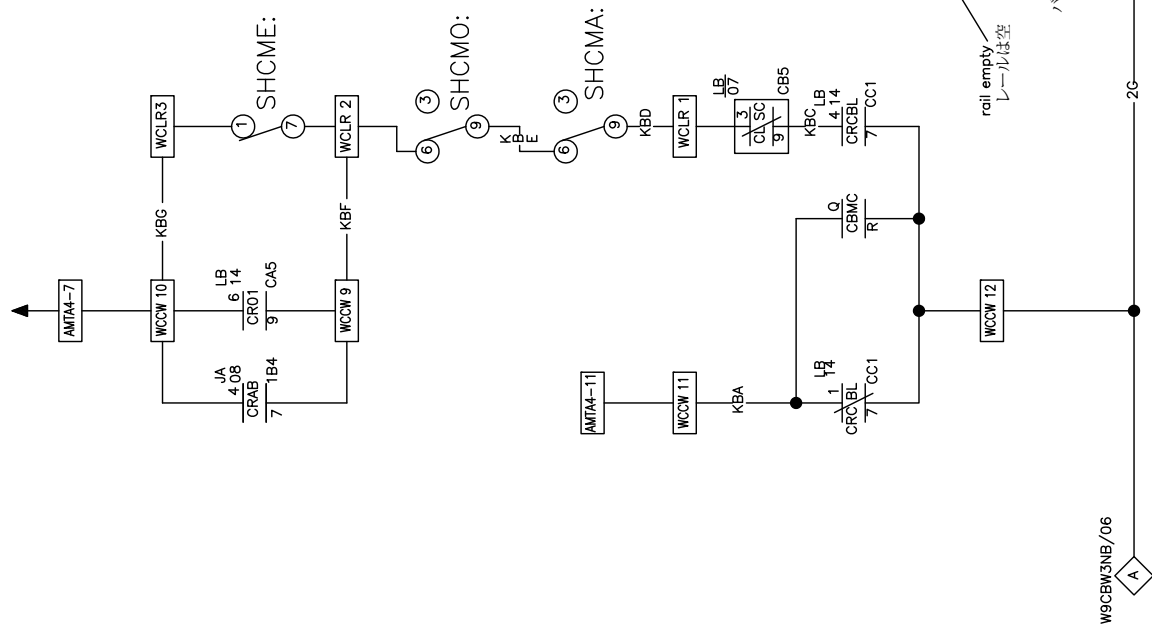 AMTA4-7
WCCW 10
KBG
WCLR3
JA
4 08
CRAB
7
1B4
LB
6 14
CR01
9
CA5
1
7
SHCME:
WCCW 9
KBF
WCLR 2
3
6
9
SHCMO:
K
B
E
3
6
9
SHCMA:
KBD
WCLR 1
LB
07
3
CL SC
9
CB5
KBC
LB
4 14
CRCBL
7
CC1
AMTA4-11
WCCW 11
KBA
Q
CBMC
R
LB
14
1
CRC BL
7
CC1
WCCW 12
rail empty
レールは空
バ
W9CBW3NB/06
A
2G